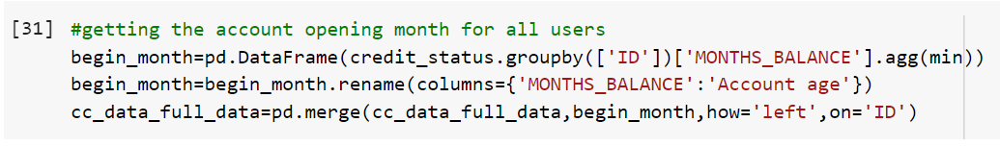 [31] #getting the account opening month for all users
begin_month=pd.DataFrame(credit_status.groupby(['ID'])['MONTHS_BALANCE'].agg(min))
begin_month=begin_month.rename(columns={'MONTHS_BALANCE':'Account age'})
cc_data_full_data=pd.merge(cc_data_full_data,begin_month,how='left',on='ID')